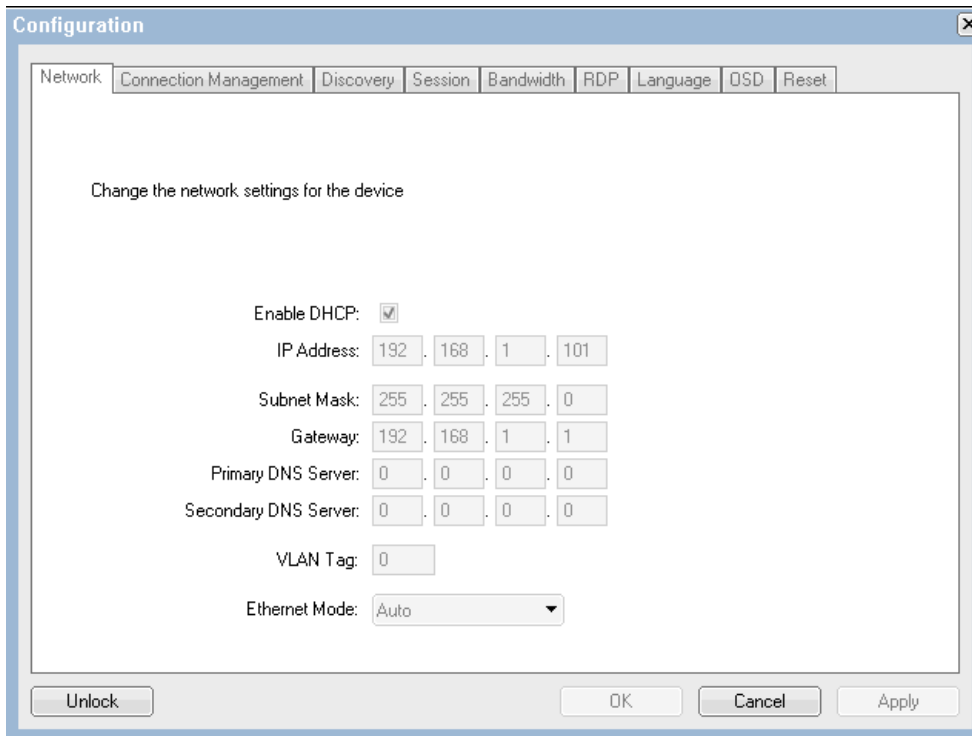 Configuration
Network Connection Management Discovery Session Bandwidth RDP Language OSD Reset
Change the network settings for the device
Enable DHCP:
IP Address: 192 . 168 . 1 . 101
Subnet Mask: 255 . 255 . 255 . 0
Gateway: 192 . 168 . 1 . 1
Primary DNS Server: 0 . 0 . 0 . 0
Secondary DNS Server: 0 . 0 . 0 . 0
VLAN Tag: 0
Ethernet Mode: Auto
Unlock OK Cancel Apply